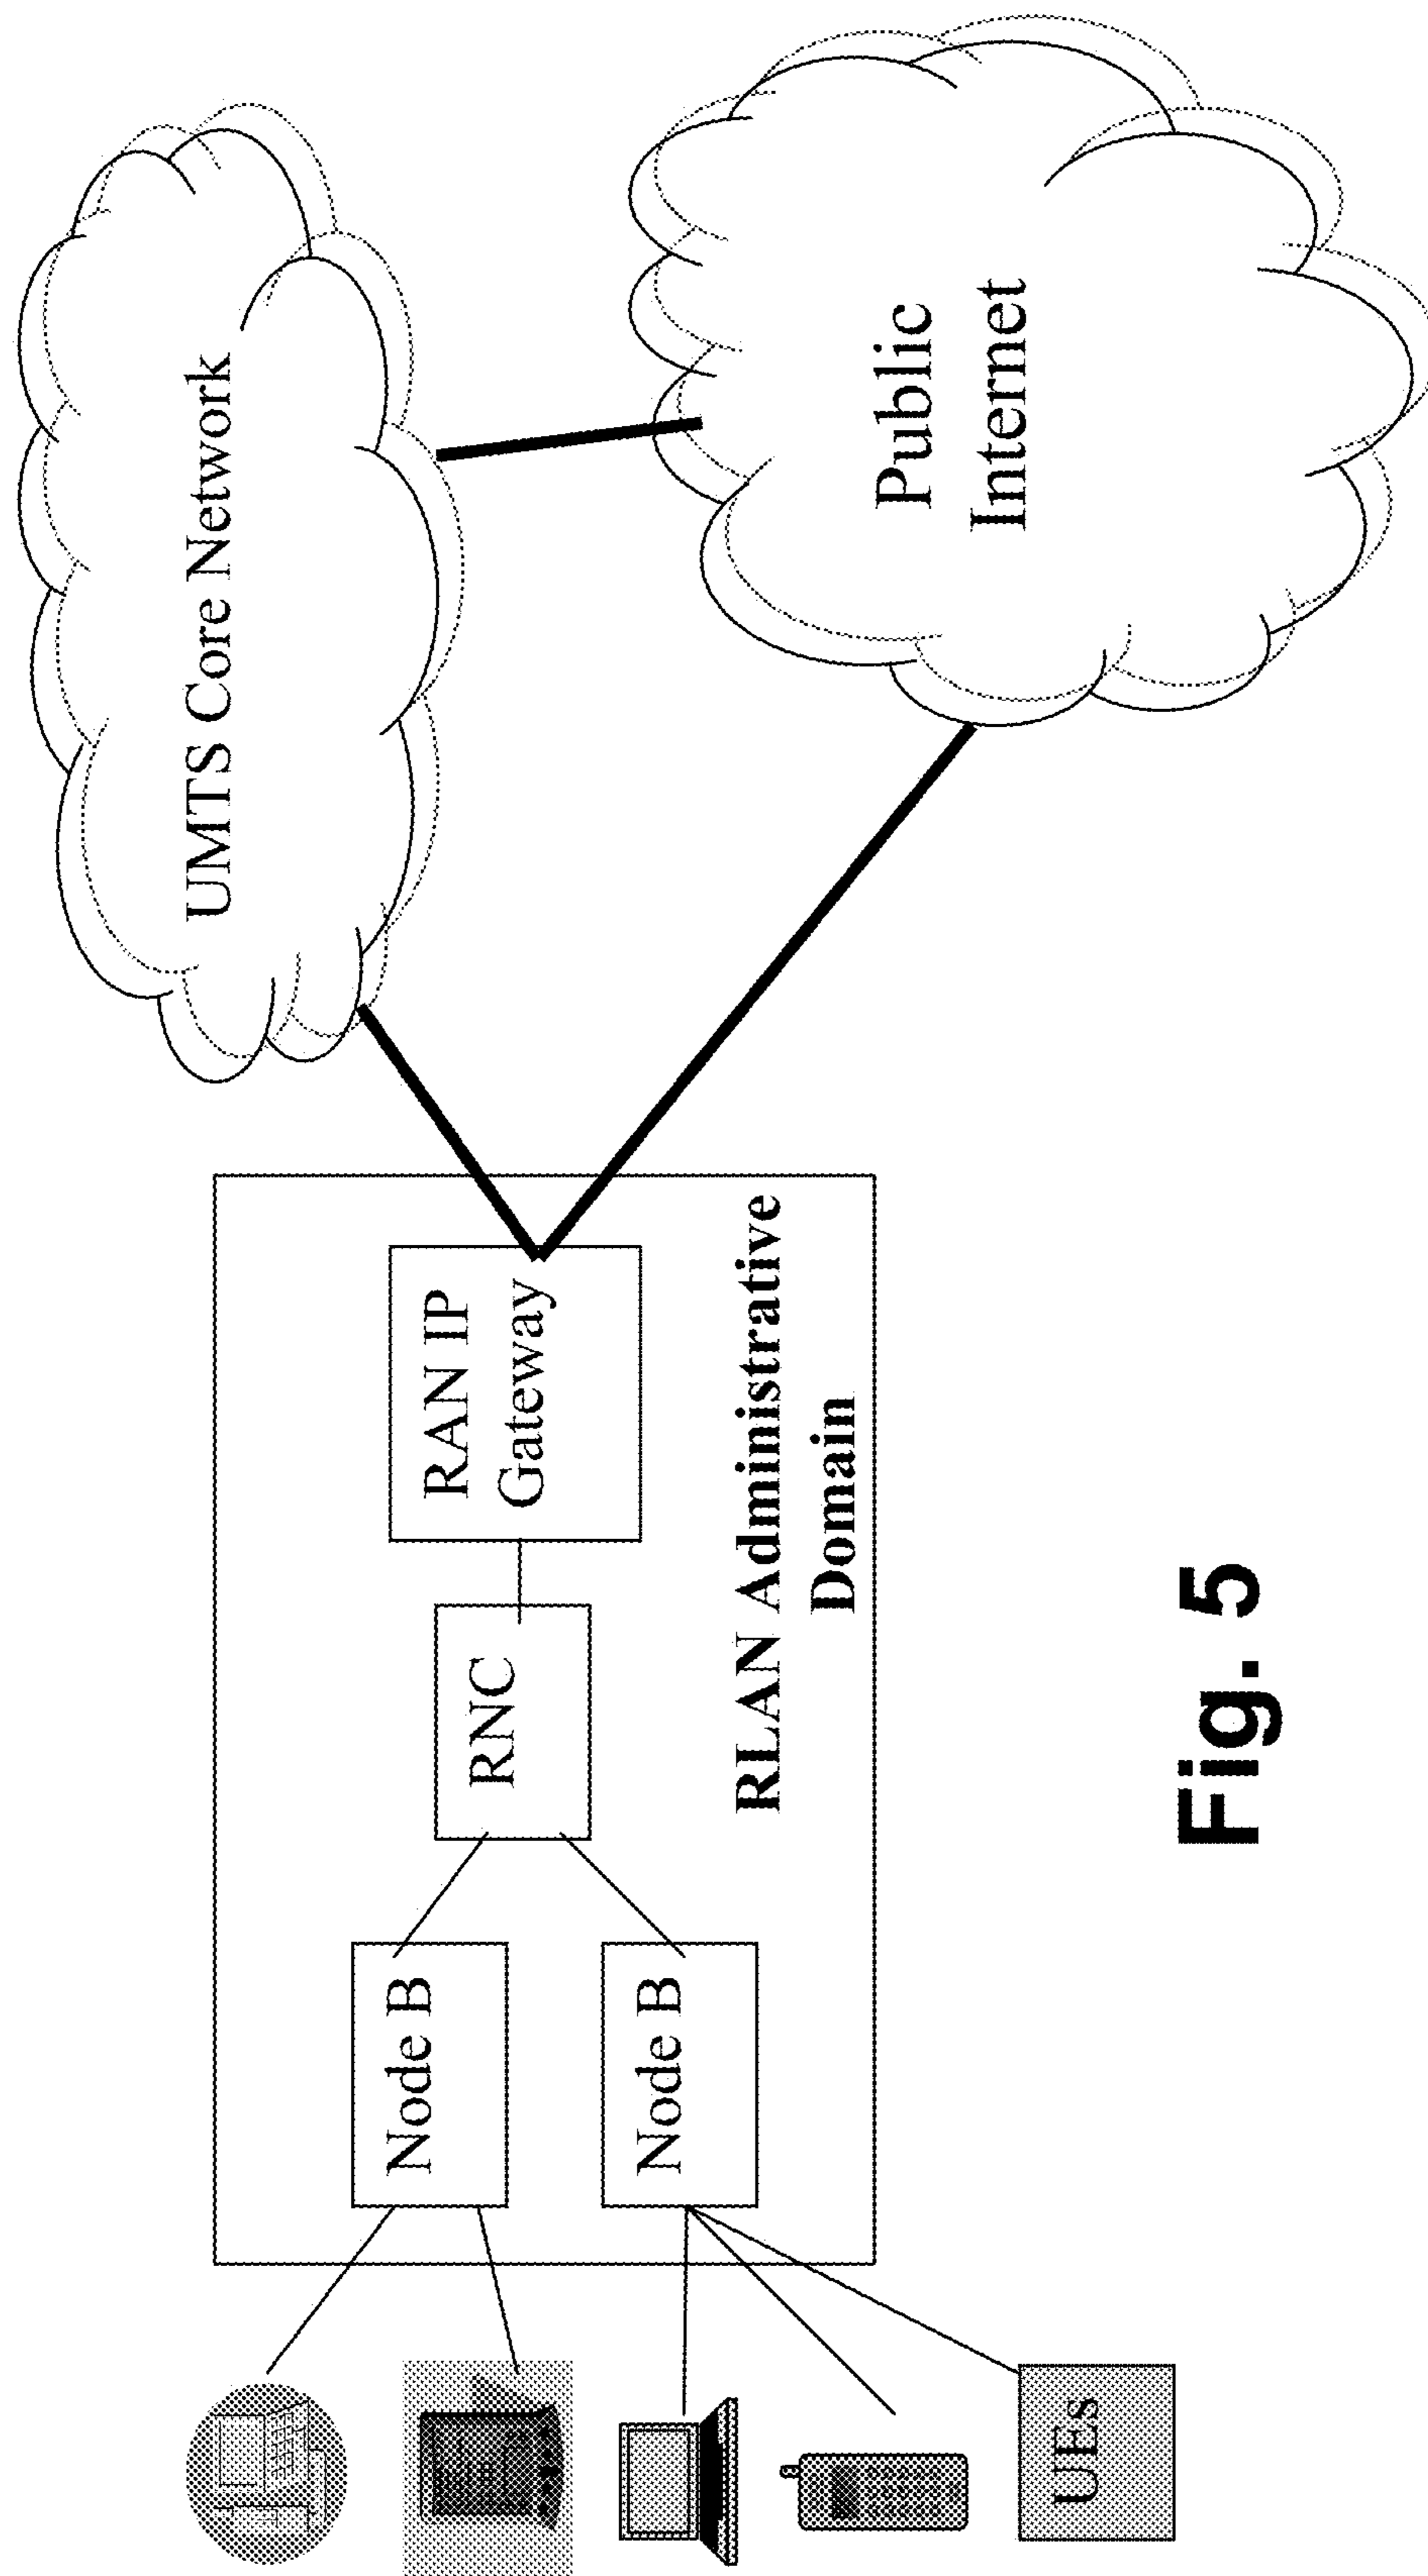 UMTS Core Network
Public
Internet
RAN IP
Gateway
RNC
Node B
Node B
RLAN Administrative
Domain
UEs
Fig. 5